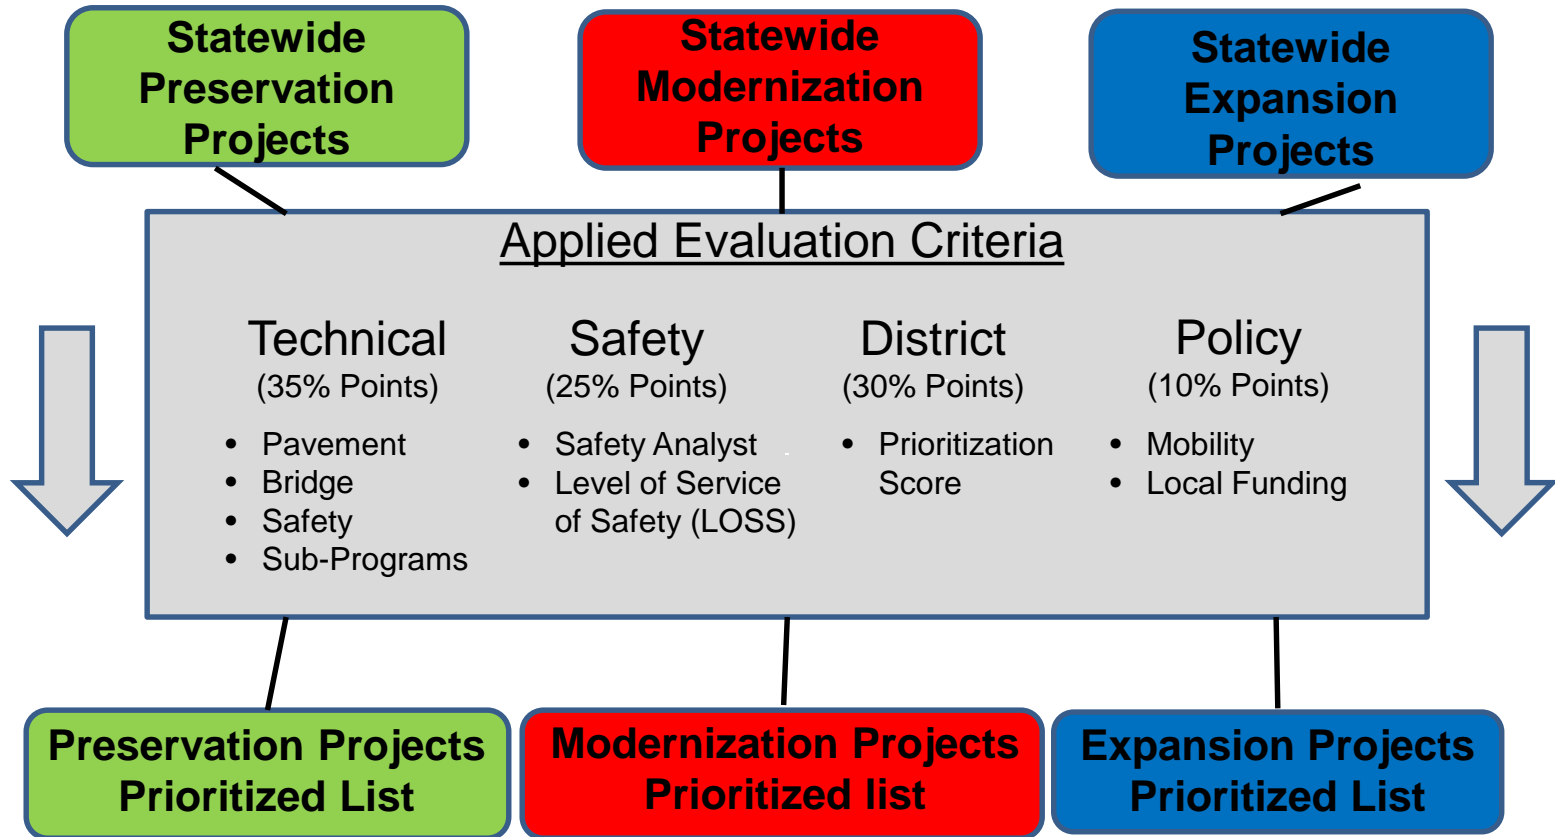 Statewide
Preservation
Projects
Statewide
Modernization
Projects
Statewide
Expansion
Projects
Applied Evaluation Criteria
Technical
(35% Points)
• Pavement
• Bridge
• Safety
• Sub-Programs
Safety
(25% Points)
• Safety Analyst
• Level of Service
of Safety (LOSS)
District
(30% Points)
• Prioritization
Score
Policy
(10% Points)
• Mobility
• Local Funding
Preservation Projects
Prioritized List
Modernization Projects
Prioritized list
Expansion Projects
Prioritized List